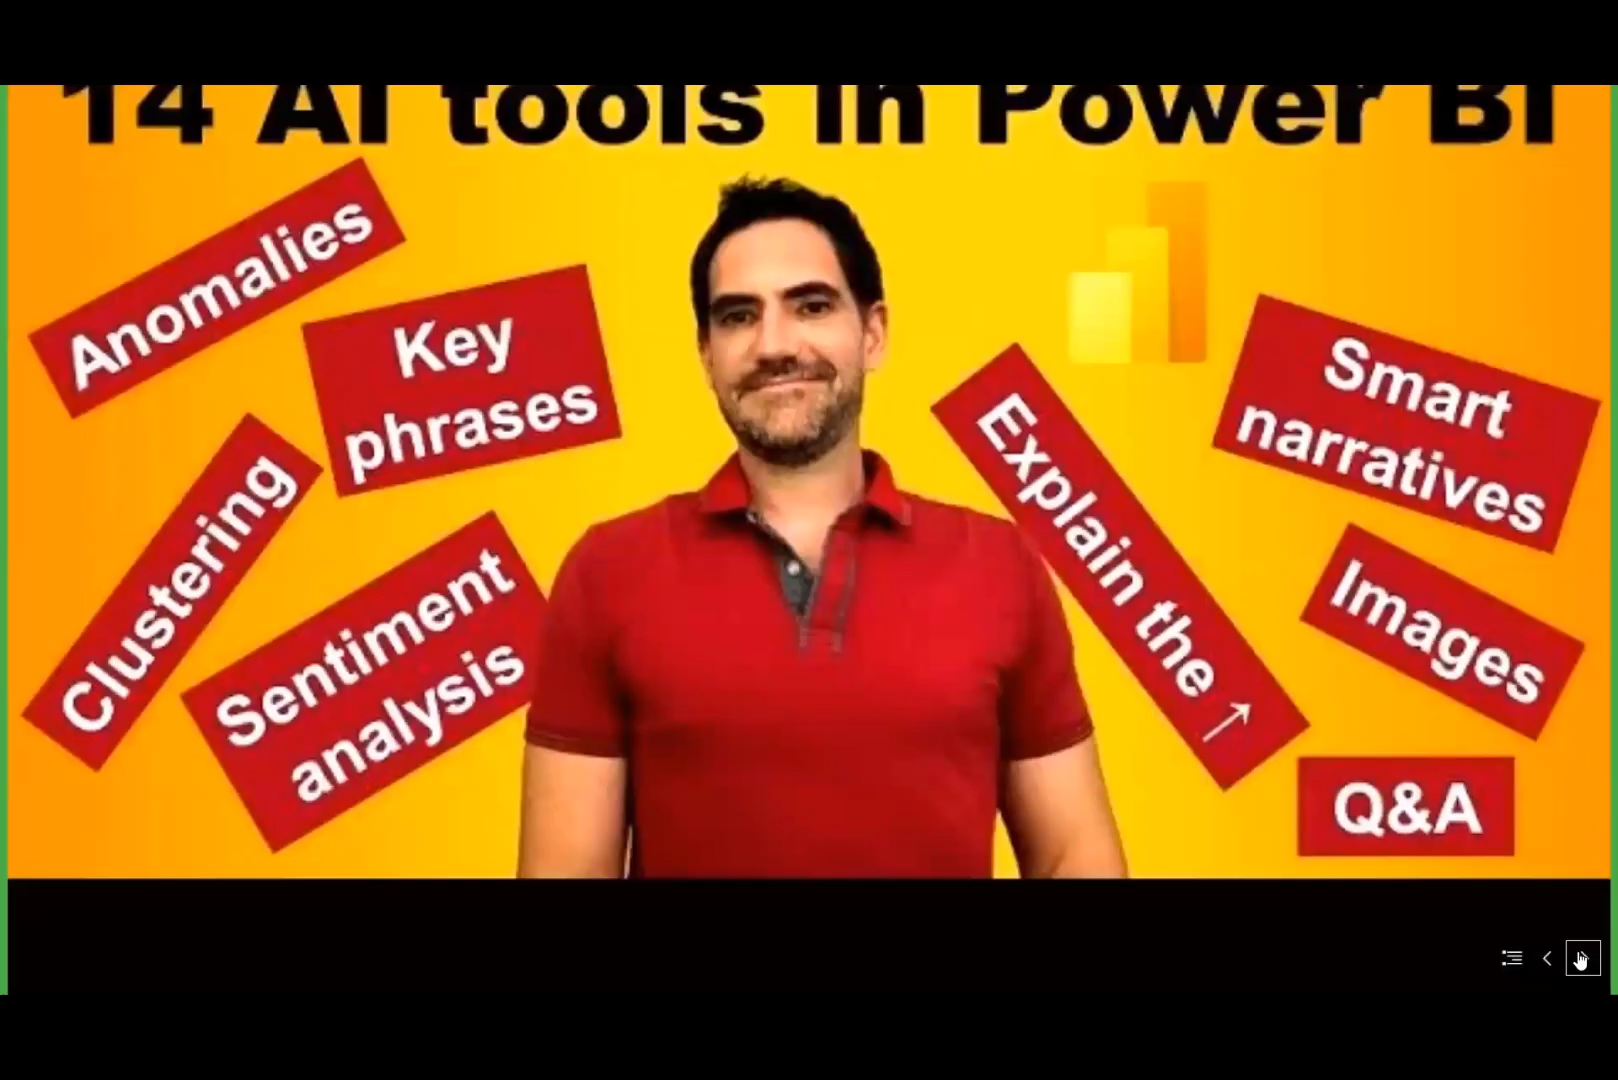 14 AI tools in Power BI
Anomalies
Key
phrases
Clustering
Sentiment
analysis
Explain the ↑
Smart
narratives
Images
Q&A